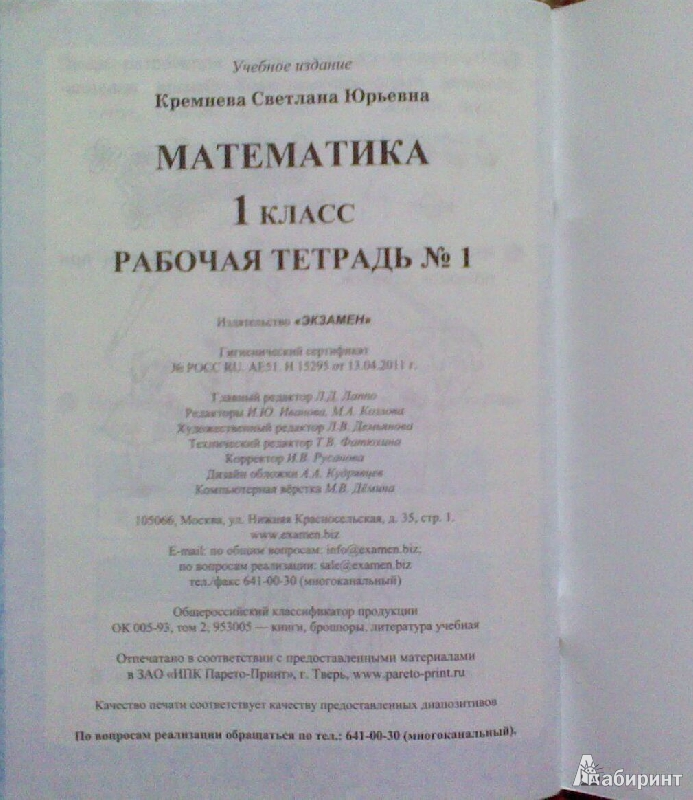 Учебное издание
Кремнева Светлана Юрьевна
МАТЕМАТИКА
1 КЛАСС
РАБОЧАЯ ТЕТРАДЬ № 1
Издательство «ЭКЗАМЕН»
Гигиенический сертификат
№ РОСС RU. АЕ51. Н 15295 от 13.04.2011 г.
Главный редактор Л.Д. Лаппо
Редакторы И.Ю. Иванова, М.А. Козлова
Художественный редактор Л.В. Демьянова
Технический редактор Т.В. Фатюхина
Корректор И.В. Русанова
Дизайн обложки А.А. Кудрявцев
Компьютерная вёрстка М.В. Дёмина
105066, Москва, ул. Нижняя Красносельская, д. 35, стр. 1.
www.examen.biz
E-mail: по общим вопросам: info@examen.biz;
по вопросам реализации: sale@examen.biz
тел./факс 641-00-30 (многоканальный)
Общероссийский классификатор продукции
ОК 005-93, том 2; 953005 — книги, брошюры, литература учебная
Отпечатано в соответствии с предоставленными материалами
в ЗАО «ИПК Парето-Принт», г. Тверь, www.pareto-print.ru
Качество печати соответствует качеству предоставленных диапозитивов
По вопросам реализации обращаться по тел.: 641-00-30 (многоканальный).
Лабиринт